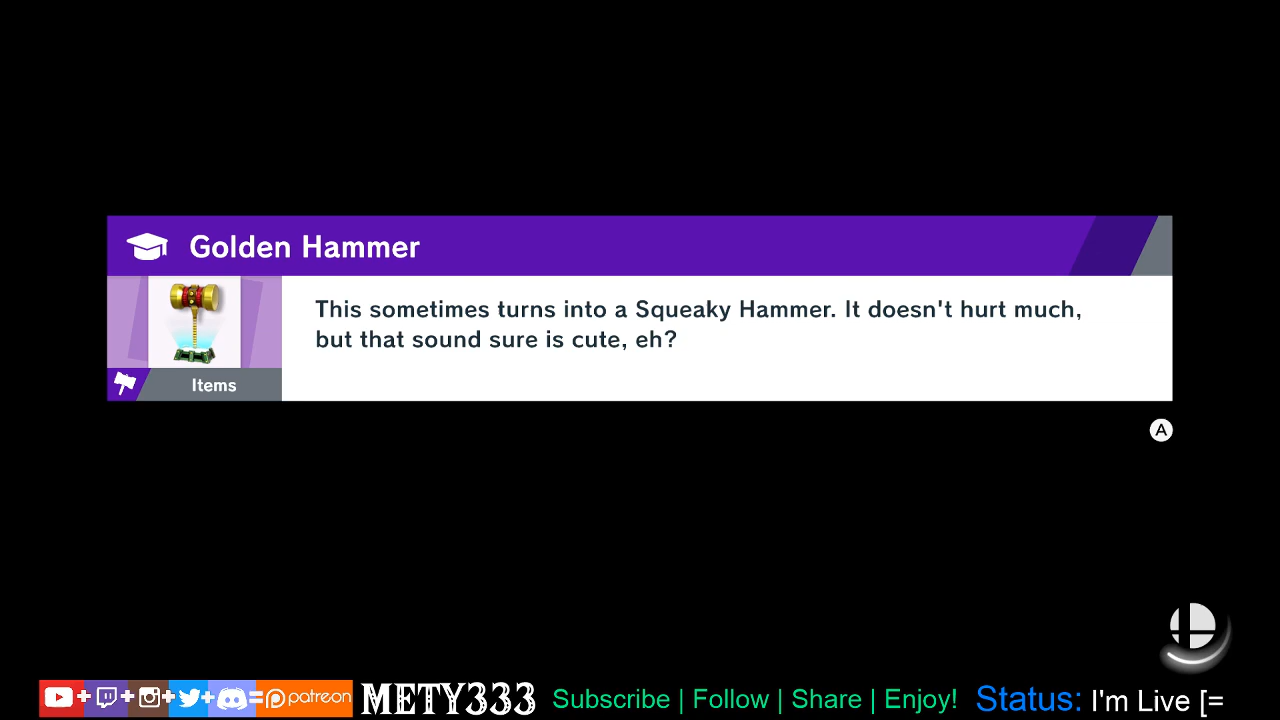 Golden Hammer
This sometimes turns into a Squeaky Hammer. It doesn't hurt much,
but that sound sure is cute, eh?
Items
A
+ + + + = patreon METY333 Subscribe | Follow | Share | Enjoy! Status: I'm Live [=